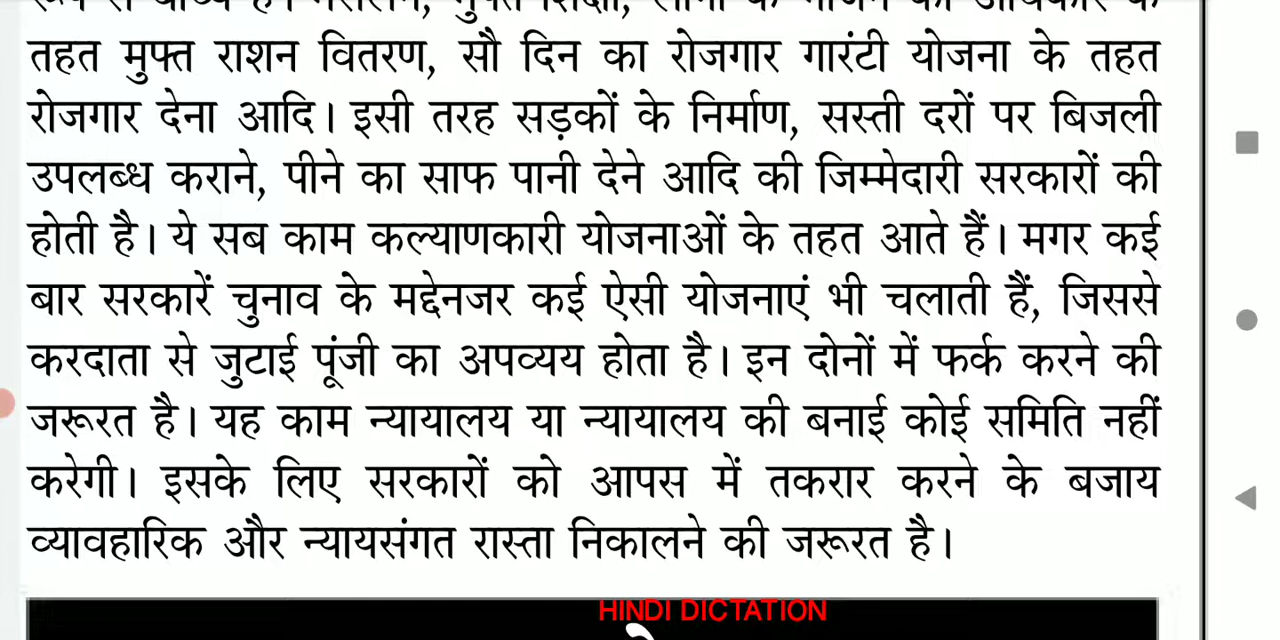 तहत मुफ्त राशन वितरण, सौ दिन का रोजगार गारंटी योजना के तहत
रोजगार देना आदि। इसी तरह सड़कों के निर्माण, सस्ती दरों पर बिजली
उपलब्ध कराने, पीने का साफ पानी देने आदि की जिम्मेदारी सरकारों की
होती है। ये सब काम कल्याणकारी योजनाओं के तहत आते हैं। मगर कई
बार सरकारें चुनाव के मद्देनजर कई ऐसी योजनाएं भी चलाती हैं, जिससे
करदाता से जुटाई पूंजी का अपव्यय होता है। इन दोनों में फर्क करने की
जरूरत है। यह काम न्यायालय या न्यायालय की बनाई कोई समिति नहीं
करेगी। इसके लिए सरकारों को आपस में तकरार करने के बजाय
व्यावहारिक और न्यायसंगत रास्ता निकालने की जरूरत है।
HINDI DICTATION